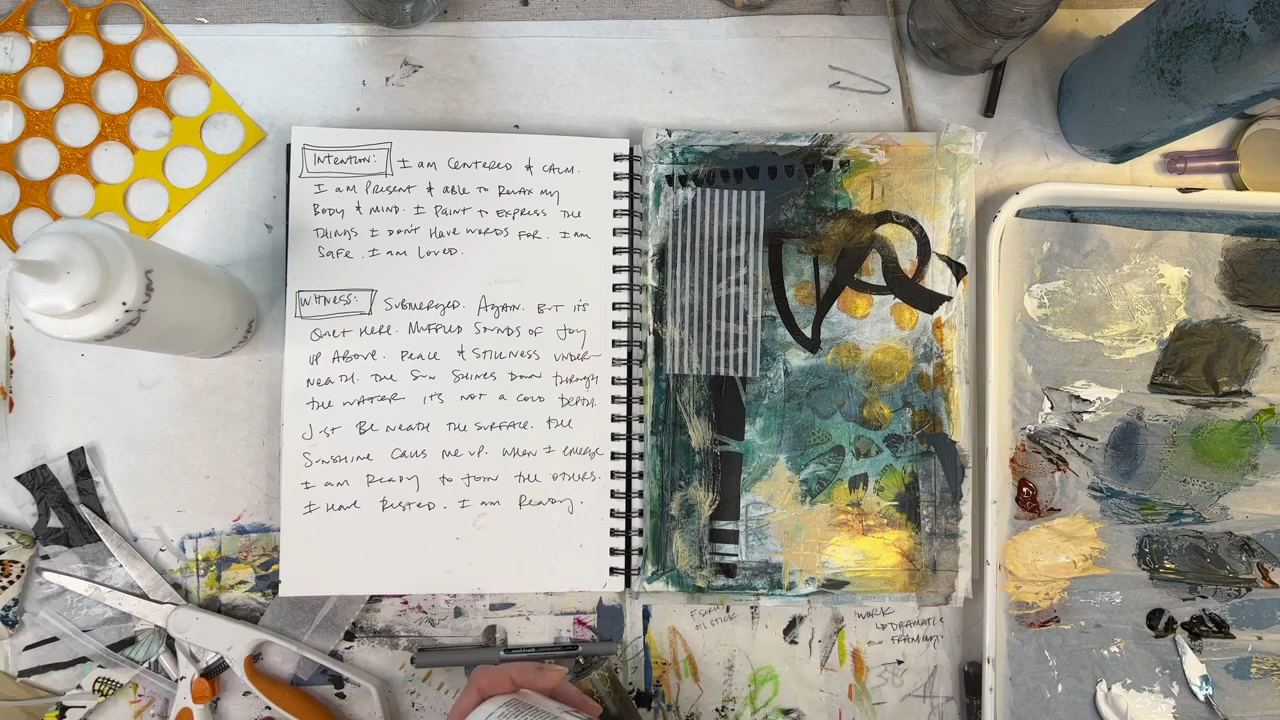 INTENTION: I AM CENTERED & CALM.
I AM PRESENT & ABLE TO RELAX MY
BODY & MIND. I PAINT TO EXPRESS THE
THINGS I DON'T HAVE WORDS FOR. I AM
SAFE. I AM LOVED.
WITNESS: SUBMERGED. AGAIN. BUT IT'S
QUIET HERE. MUFFLED SOUNDS OF JOY
UP ABOVE. PEACE & STILLNESS UNDER-
NEATH. THE SUN SHINES DOWN THROUGH
THE WATER IT'S NOT A COLD DEPTH.
JUST BENEATH THE SURFACE. THE
SUNSHINE CALLS ME UP. WHEN I EMERGE
I AM READY TO JOIN THE OTHERS.
I HAVE RESTED. I AM READY.
OIL STICK
WORK
DRAMATIC
FRAMING